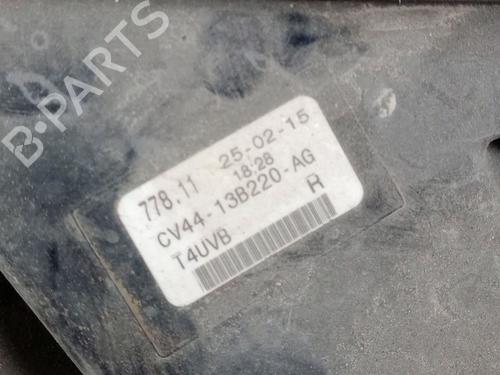 B-PARTS
778.11 25-02-15
18:28
CV44-13B220-AG
T4UVB R